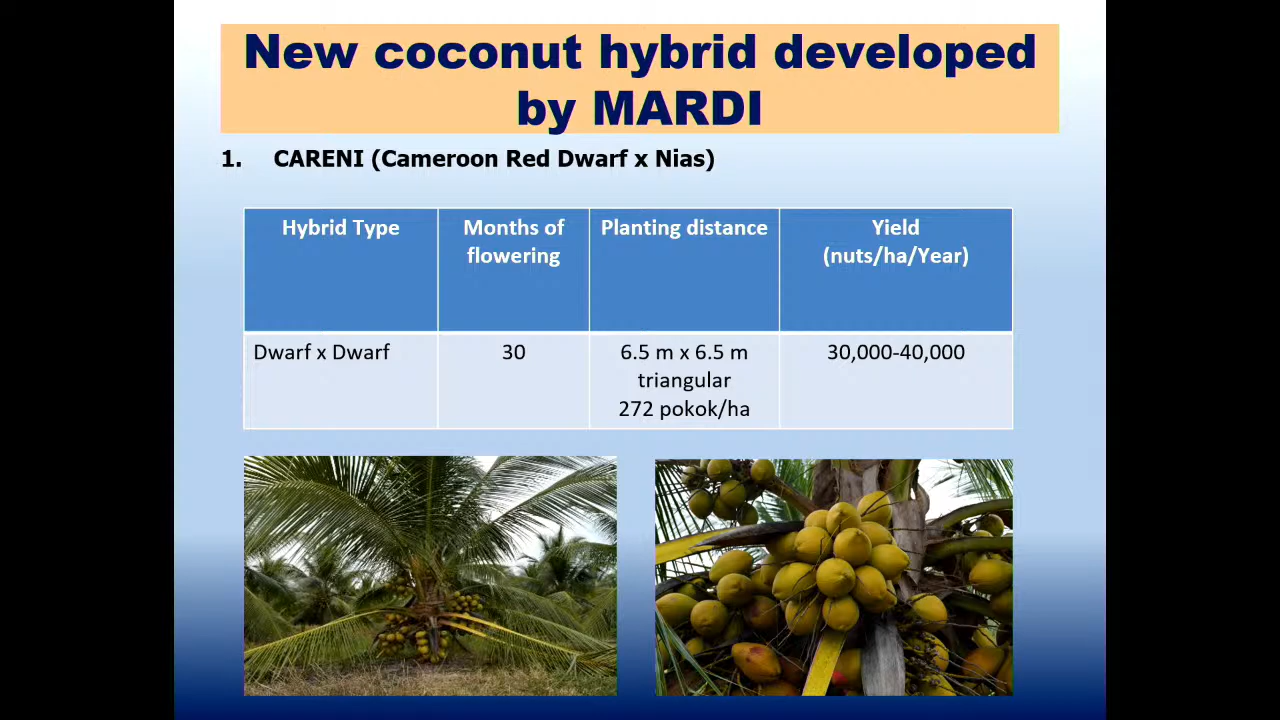 New coconut hybrid developed
by MARDI
1. CARENI (Cameroon Red Dwarf x Nias)
Hybrid Type
Months of
flowering
Planting distance
Yield
(nuts/ha/Year)
Dwarf x Dwarf
30
6.5 m x 6.5 m
triangular
272 pokok/ha
30,000-40,000